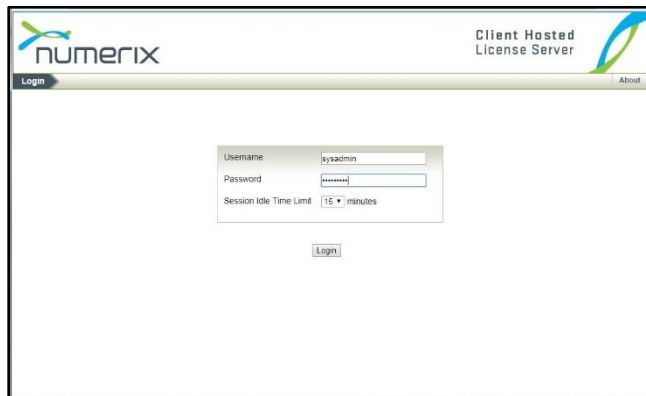 numerix
Client Hosted
License Server
Login
About
Username sysadmin
Password •••••••••
Session Idle Time Limit 15 minutes
Login